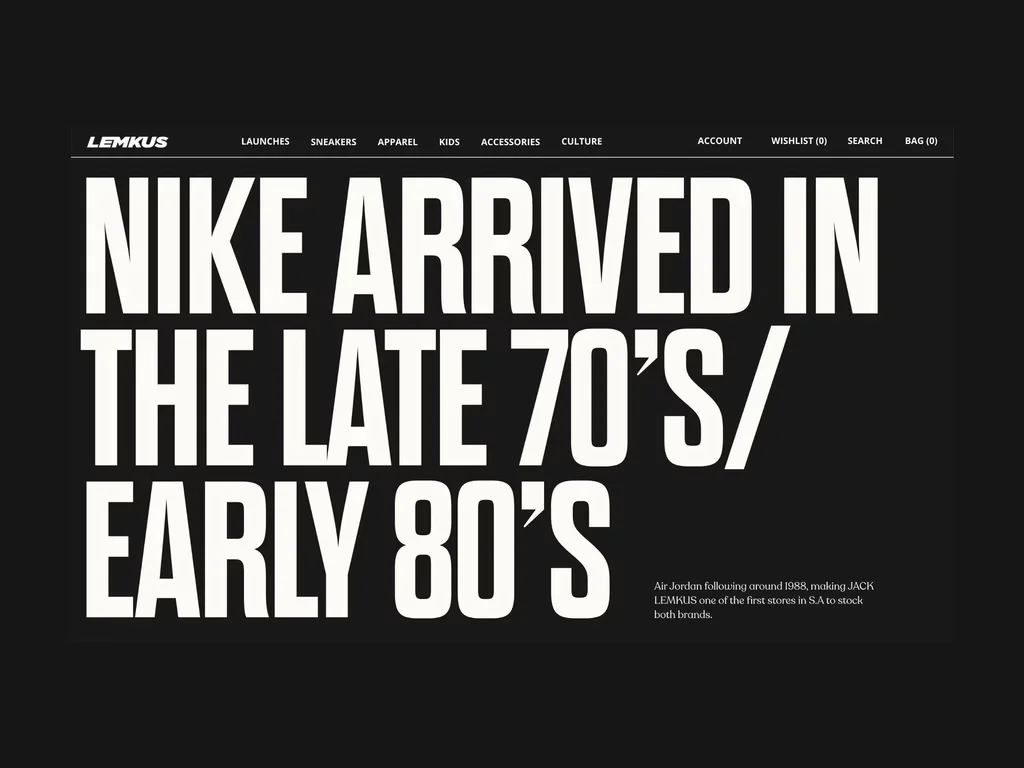 LEMKUS LAUNCHES SNEAKERS APPAREL KIDS ACCESSORIES CULTURE ACCOUNT WISHLIST (0) SEARCH BAG (0)
NIKE ARRIVED IN
THE LATE 70’S/
EARLY 80’S
Air Jordan following around 1988, making JACK
LEMKUS one of the first stores in S.A to stock
both brands.